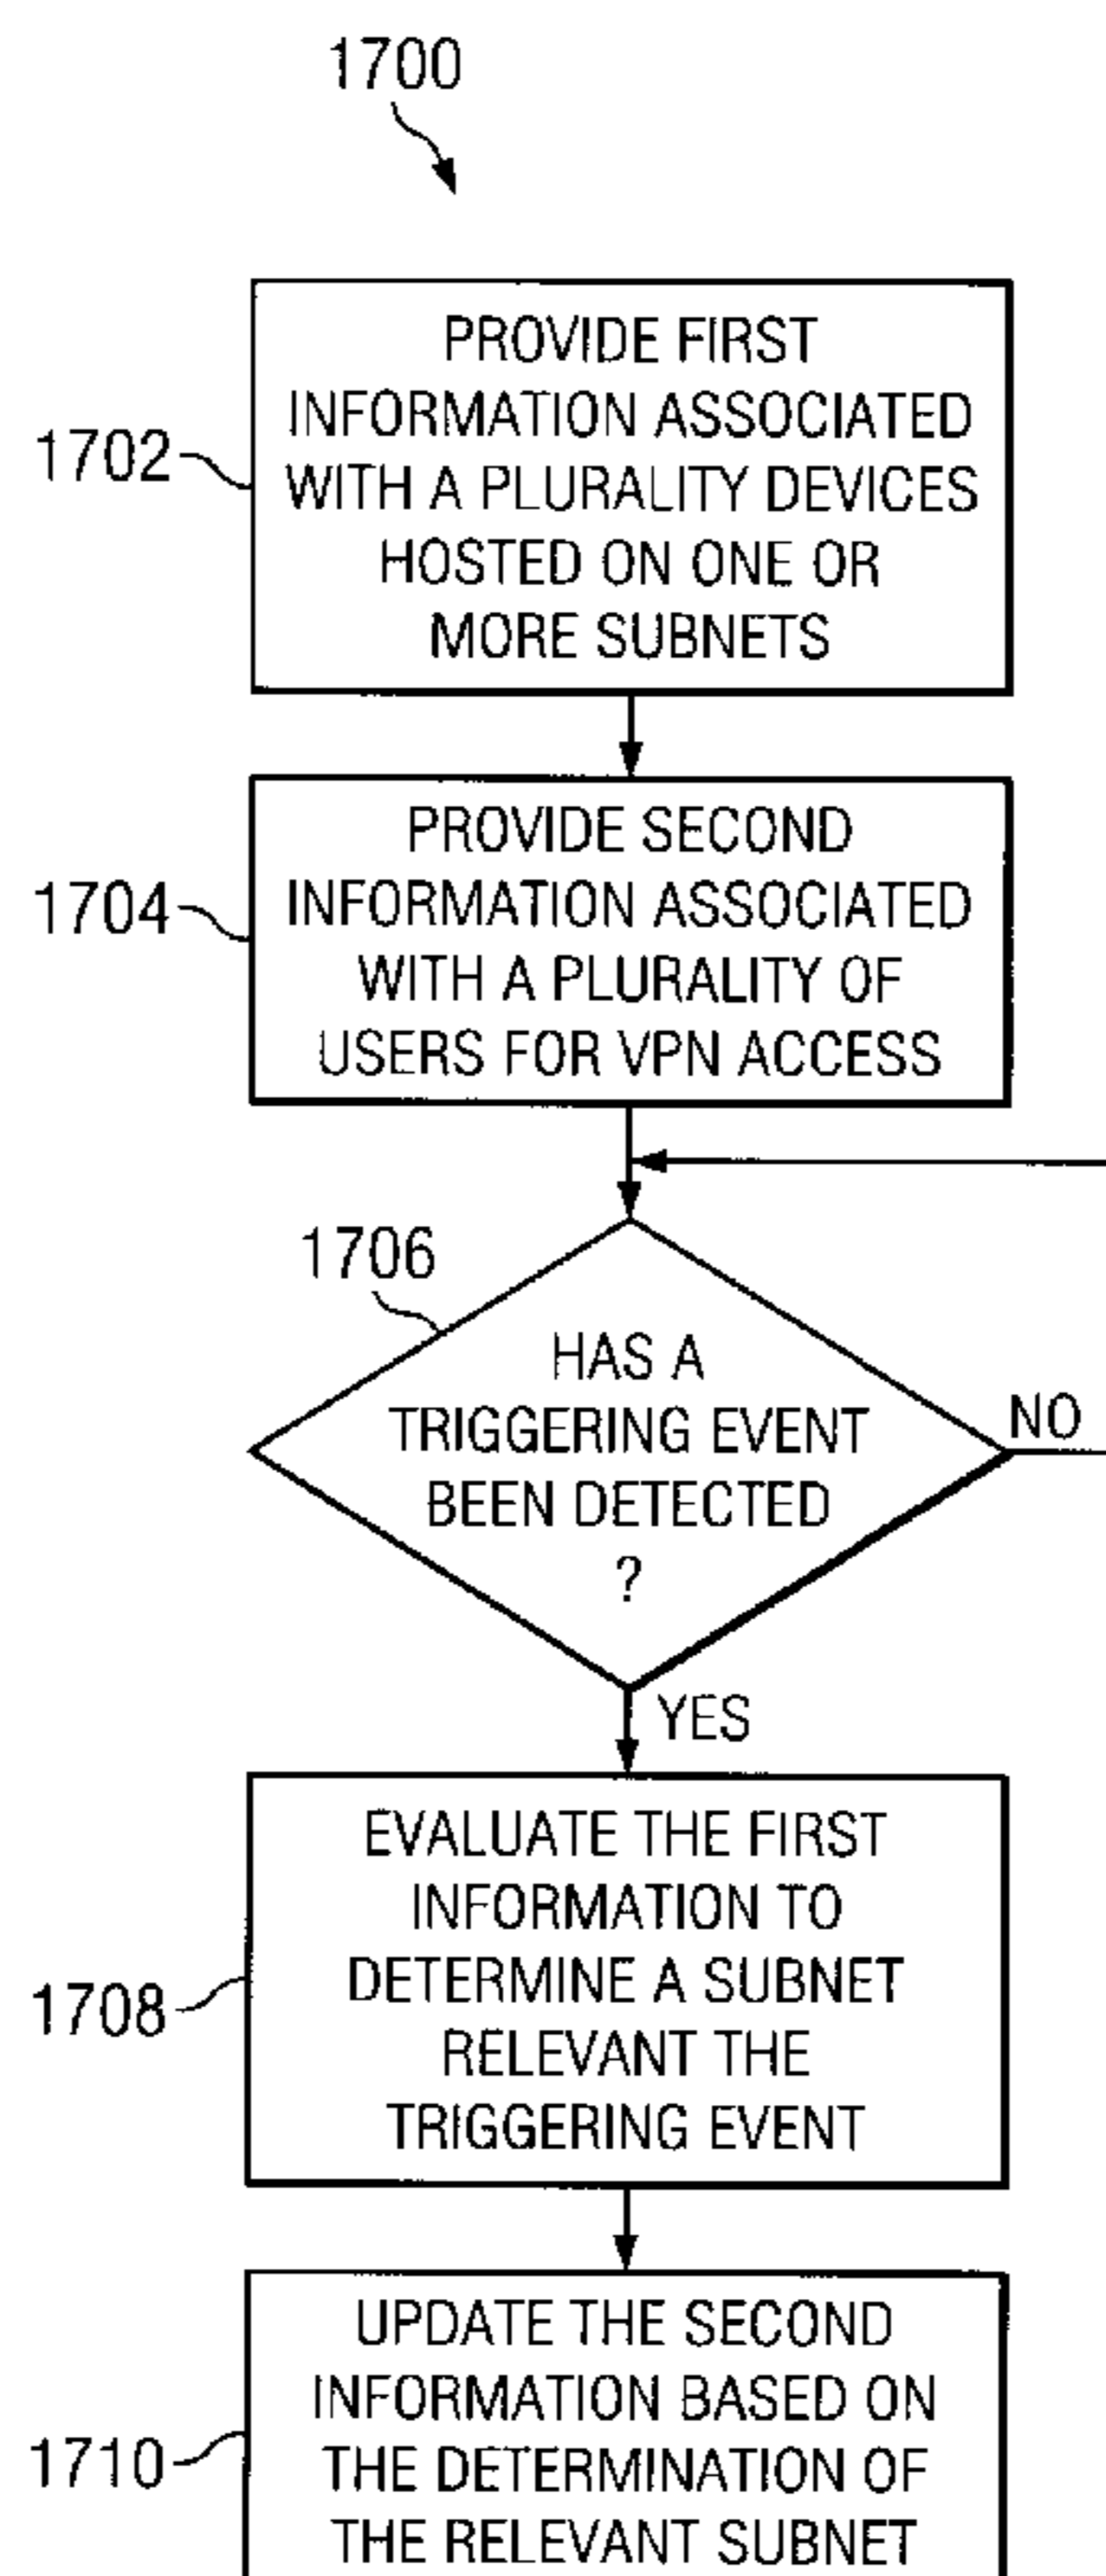 1700
PROVIDE FIRST
INFORMATION ASSOCIATED
WITH A PLURALITY DEVICES
HOSTED ON ONE OR
MORE SUBNETS
1702
PROVIDE SECOND
INFORMATION ASSOCIATED
WITH A PLURALITY OF
USERS FOR VPN ACCESS
1704
1706
HAS A
TRIGGERING EVENT
BEEN DETECTED
?
NO
YES
EVALUATE THE FIRST
INFORMATION TO
DETERMINE A SUBNET
RELEVANT THE
TRIGGERING EVENT
1708
UPDATE THE SECOND
INFORMATION BASED ON
THE DETERMINATION OF
THE RELEVANT SUBNET
1710